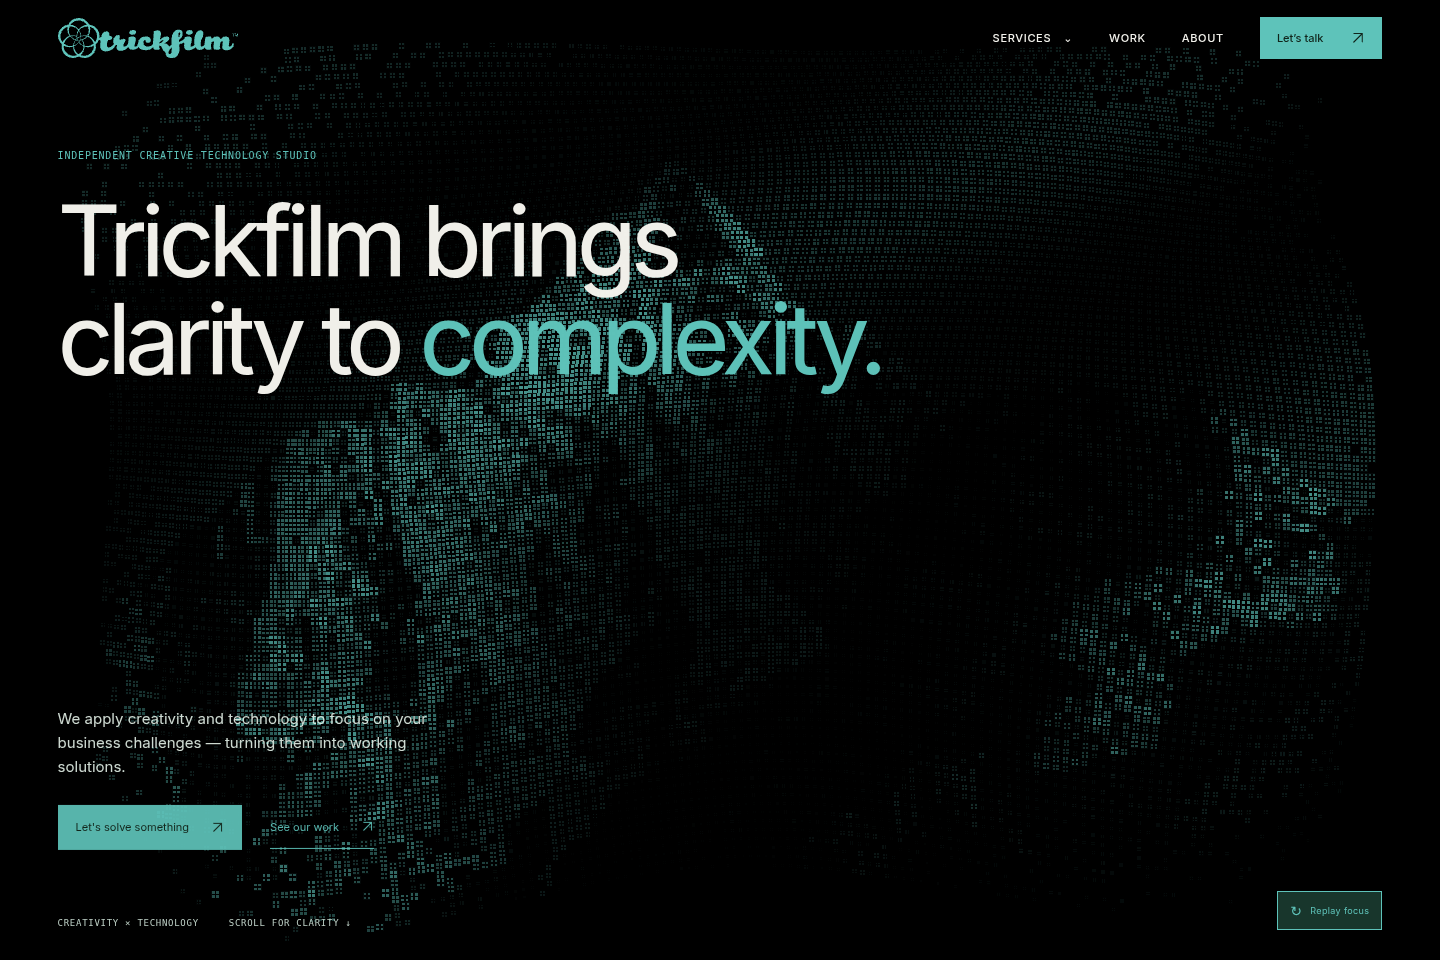 trickfilm™
SERVICES ⌄ WORK ABOUT Let's talk
INDEPENDENT CREATIVE TECHNOLOGY STUDIO
Trickfilm brings
clarity to complexity.
We apply creativity and technology to focus on your
business challenges — turning them into working
solutions.
Let's solve something
See our work
CREATIVITY × TECHNOLOGY SCROLL FOR CLARITY ↓
↻ Replay focus